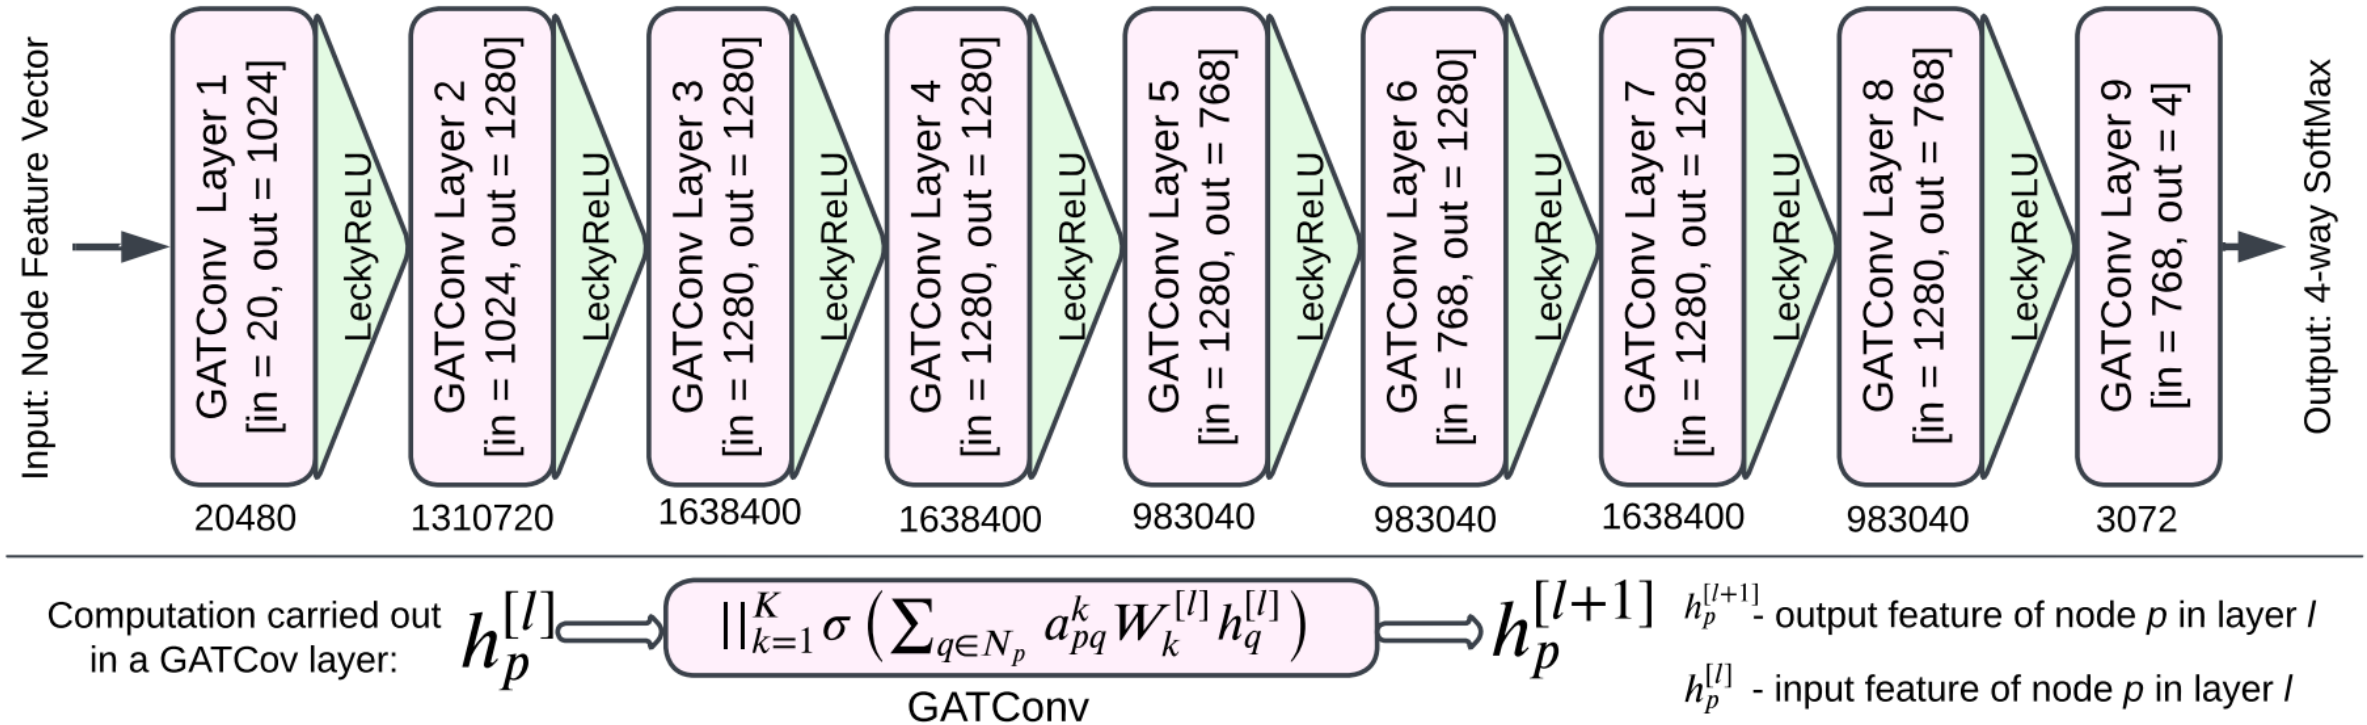 Input: Node Feature Vector
GATConv Layer 1
[in = 20, out = 1024]
LeckyReLU
GATConv Layer 2
[in = 1024, out = 1280]
LeckyReLU
GATConv Layer 3
[in = 1280, out = 1280]
LeckyReLU
GATConv Layer 4
[in = 1280, out = 1280]
LeckyReLU
GATConv Layer 5
[in = 1280, out = 768]
LeckyReLU
GATConv Layer 6
[in = 768, out = 1280]
LeckyReLU
GATConv Layer 7
[in = 1280, out = 1280]
LeckyReLU
GATConv Layer 8
[in = 1280, out = 768]
LeckyReLU
GATConv Layer 9
[in = 768, out = 4]
Output: 4-way SoftMax
20480
1310720
1638400
1638400
983040
983040
1638400
983040
3072
Computation carried out
in a GATCov layer:
h_p^{[l]}
||_{k=1}^{K} σ ( ∑_{q∈N_p} a_{pq}^{k} W_k^{[l]} h_q^{[l]} )
GATConv
h_p^{[l+1]}
h_p^{[l+1]} - output feature of node p in layer l
h_p^{[l]} - input feature of node p in layer l